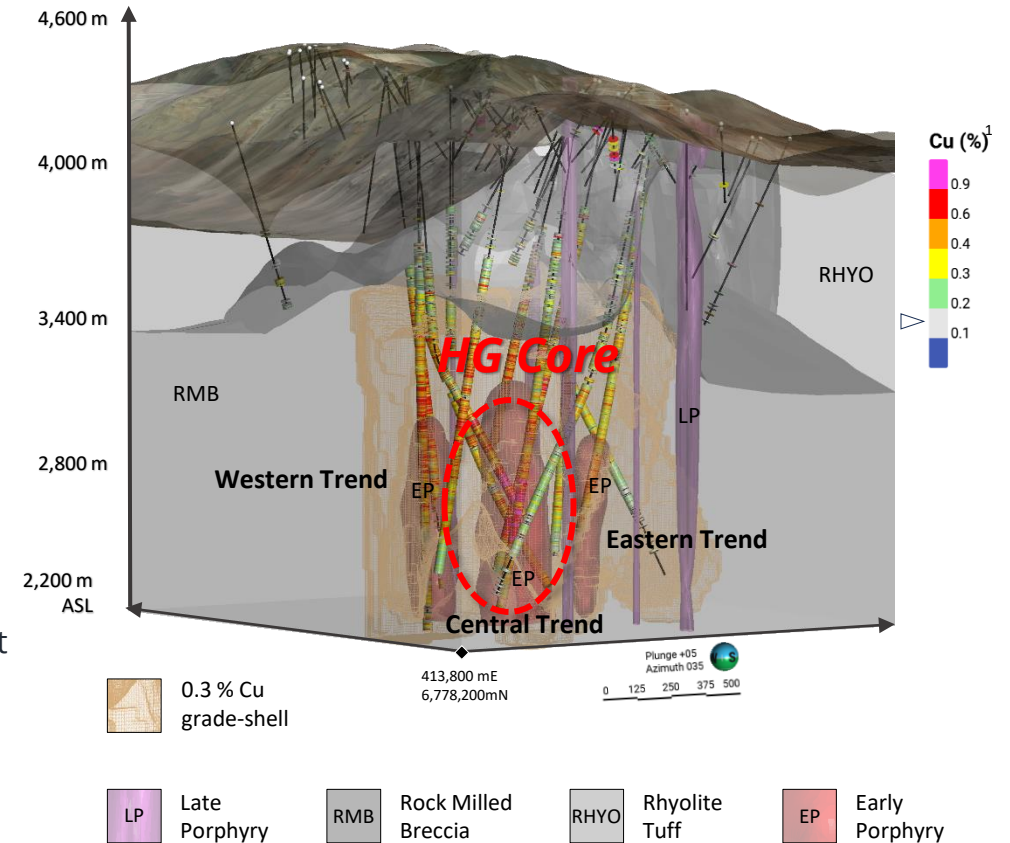 4,600 m
4,000 m
3,400 m
2,800 m
2,200 m
ASL
Cu (%)1
0.9
0.6
0.4
0.3
0.2
0.1
RHYO
HG Core
RMB
LP
Western Trend
EP
EP
Eastern Trend
EP
Central Trend
t
413,800 mE
6,778,200mN
Plunge +05
Azimuth 035
S
0 125 250 375 500
0.3 % Cu
grade-shell
LP
Late
Porphyry
RMB
Rock Milled
Breccia
RHYO
Rhyolite
Tuff
EP
Early
Porphyry